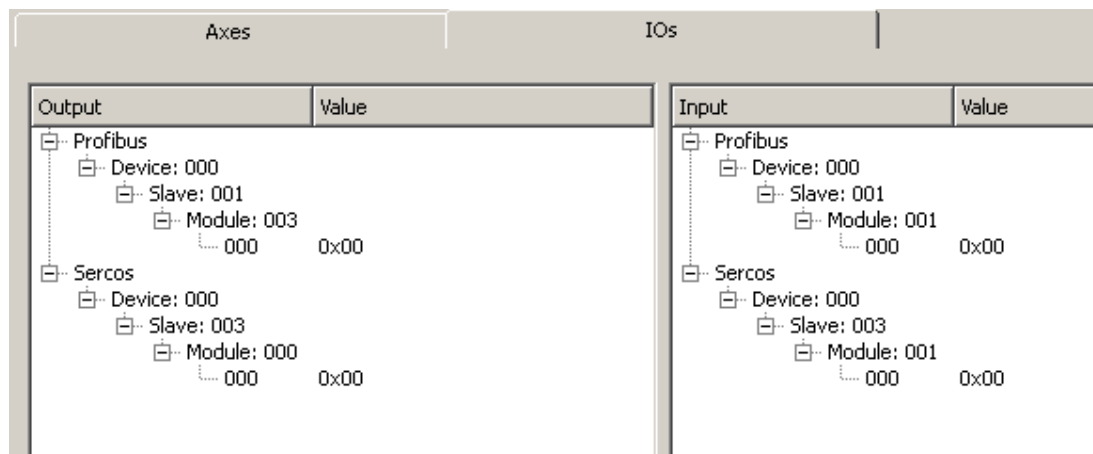 Axes IOs
Output Value
Profibus
Device: 000
Slave: 001
Module: 003
000 0x00
Sercos
Device: 000
Slave: 003
Module: 000
000 0x00
Input Value
Profibus
Device: 000
Slave: 001
Module: 001
000 0x00
Sercos
Device: 000
Slave: 003
Module: 001
000 0x00